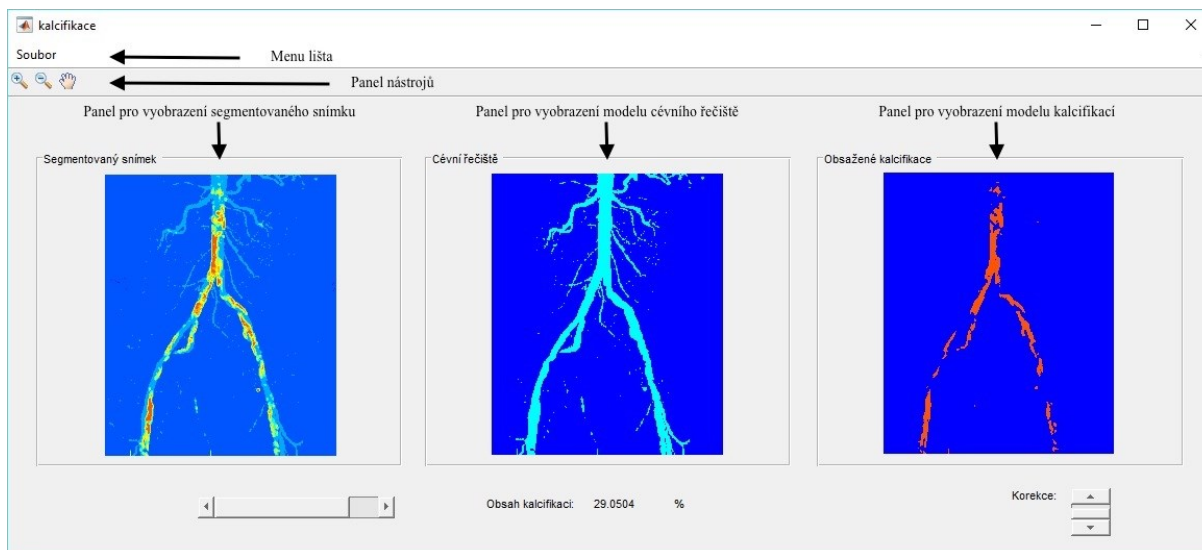 kalcifikace
Soubor
Menu lišta
Panel nástrojů
Panel pro vyobrazení segmentovaného snímku
Panel pro vyobrazení modelu cévního řečiště
Panel pro vyobrazení modelu kalcifikací
Segmentovaný snímek
Cévní řečiště
Obsažené kalcifikace
Obsah kalcifikací: 29.0504 %
Korekce: